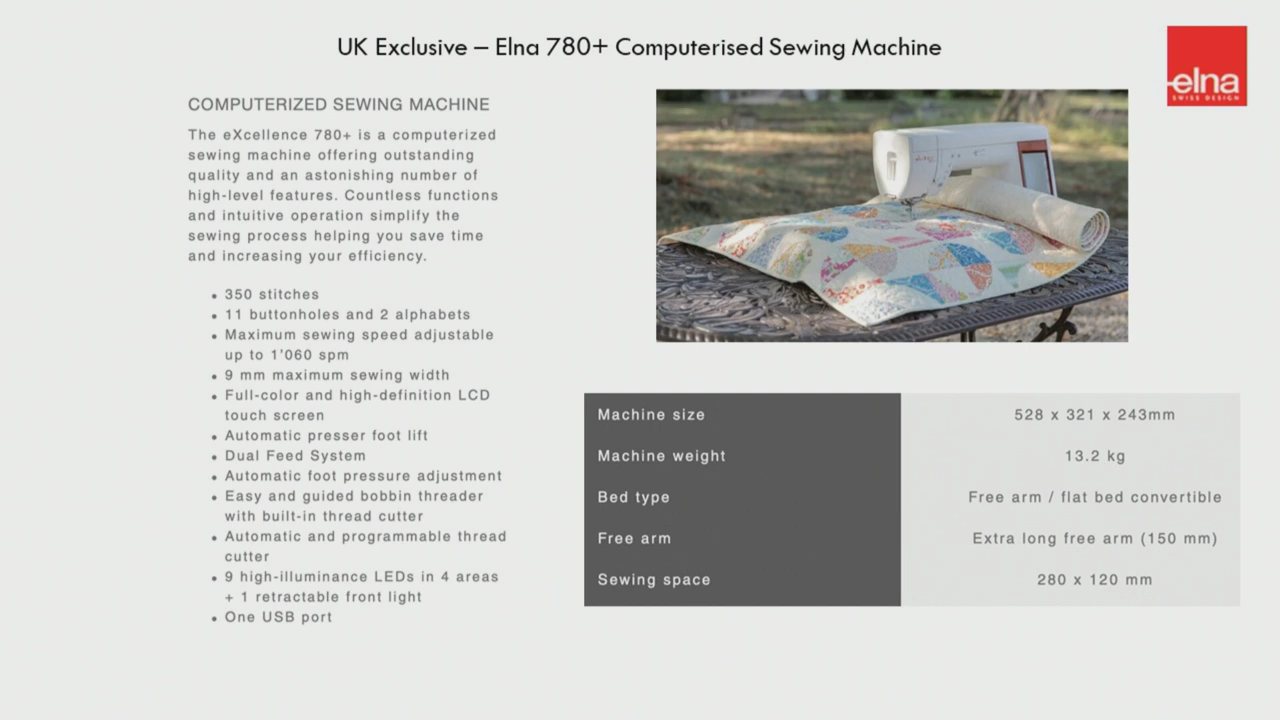 UK Exclusive – Elna 780+ Computerised Sewing Machine
elna
SWISS DESIGN
COMPUTERIZED SEWING MACHINE
The eXcellence 780+ is a computerized
sewing machine offering outstanding
quality and an astonishing number of
high-level features. Countless functions
and intuitive operation simplify the
sewing process helping you save time
and increasing your efficiency.
• 350 stitches
• 11 buttonholes and 2 alphabets
• Maximum sewing speed adjustable
up to 1'060 spm
• 9 mm maximum sewing width
• Full-color and high-definition LCD
touch screen
• Automatic presser foot lift
• Dual Feed System
• Automatic foot pressure adjustment
• Easy and guided bobbin threader
with built-in thread cutter
• Automatic and programmable thread
cutter
• 9 high-illuminance LEDs in 4 areas
+ 1 retractable front light
• One USB port
Machine size 528 x 321 x 243mm
Machine weight 13.2 kg
Bed type Free arm / flat bed convertible
Free arm Extra long free arm (150 mm)
Sewing space 280 x 120 mm